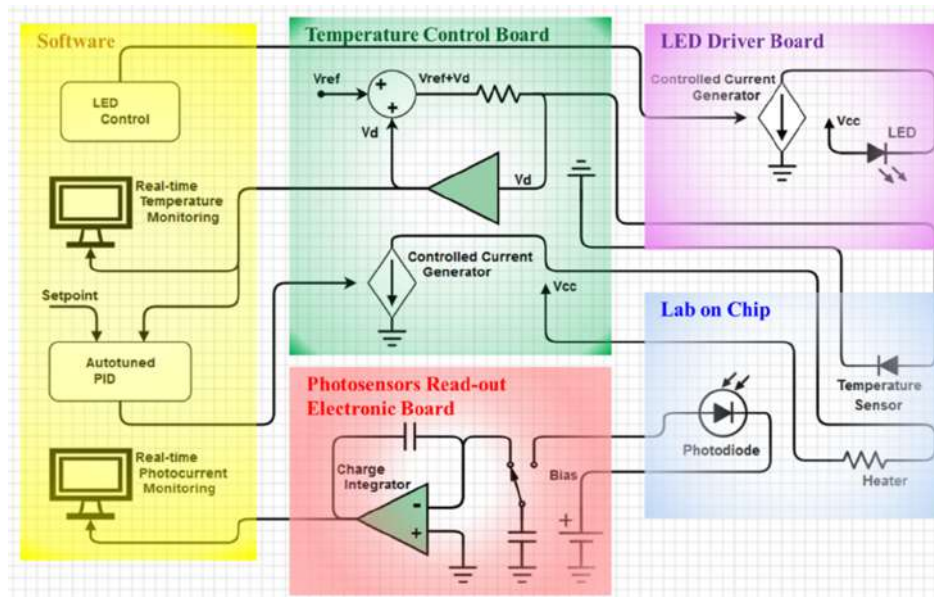 Software
LED
Control
Real-time
Temperature
Monitoring
Setpoint
Autotuned
PID
Real-time
Photocurrent
Monitoring
Temperature Control Board
Vref
+
+
Vref+Vd
Vd
Vd
Controlled Current
Generator
Vcc
Photosensors Read-out
Electronic Board
Charge
Integrator
-
+
Bias
+
LED Driver Board
Controlled Current
Generator
Vcc
LED
Lab on Chip
Temperature
Sensor
Photodiode
Heater